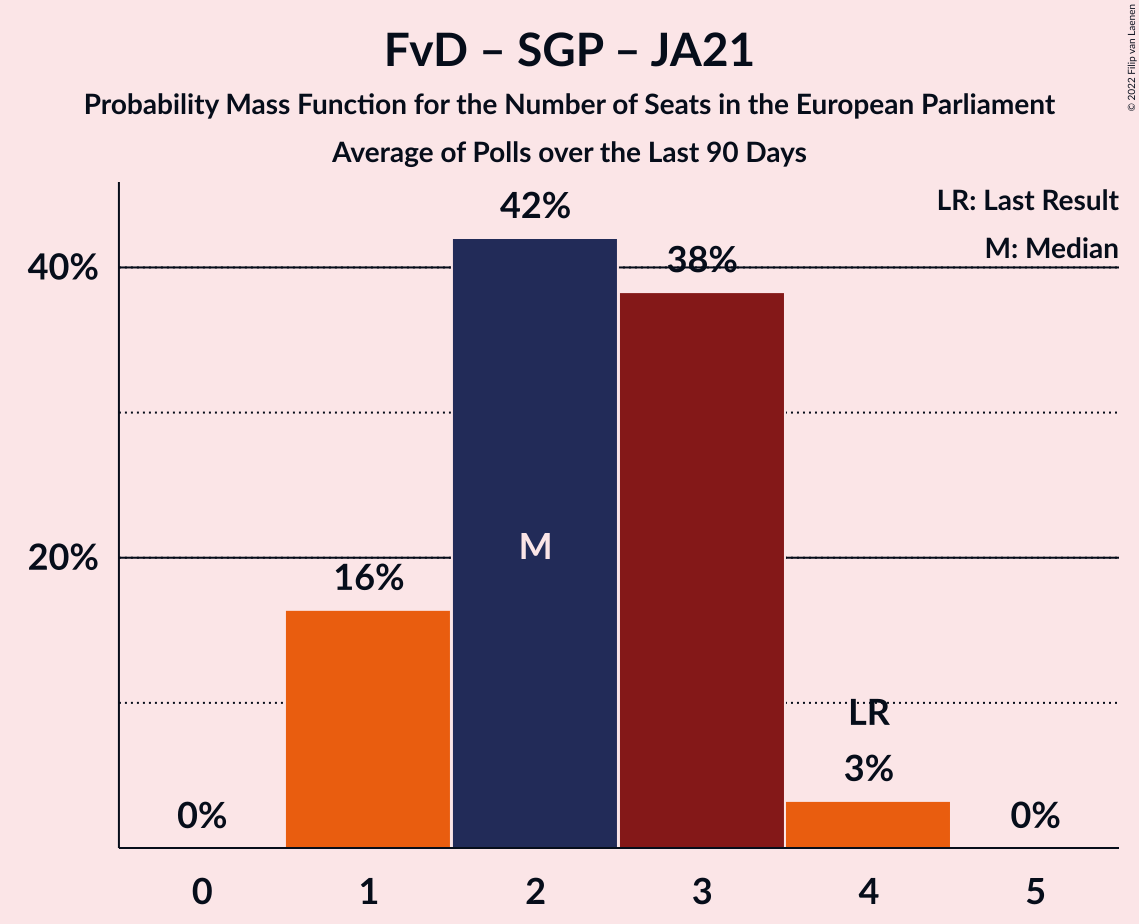 FvD – SGP – JA21
Probability Mass Function for the Number of Seats in the European Parliament
Average of Polls over the Last 90 Days
© 2022 Filip van Laenen
LR: Last Result
M: Median
40%
20%
0%
16%
42%
M
38%
LR
3%
0%
0 1 2 3 4 5